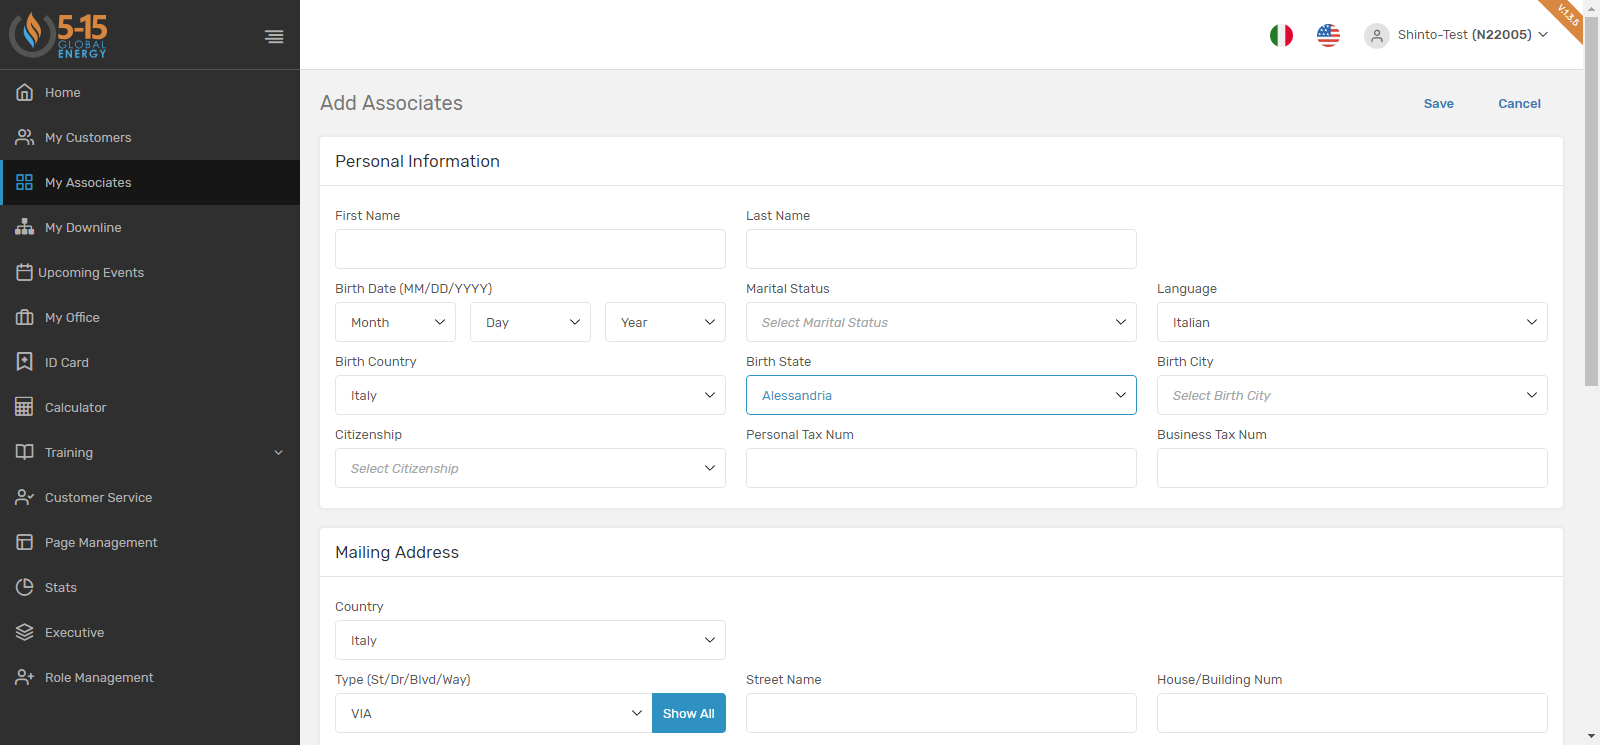 5-15
GLOBAL
ENERGY
Home
My Customers
My Associates
My Downline
Upcoming Events
My Office
ID Card
Calculator
Training
Customer Service
Page Management
Stats
Executive
Role Management
Shinto-Test (N22005)
V.1.3.5
Add Associates
Save
Cancel
Personal Information
First Name
Last Name
Birth Date (MM/DD/YYYY)
Marital Status
Language
Month
Day
Year
Select Marital Status
Italian
Birth Country
Birth State
Birth City
Italy
Alessandria
Select Birth City
Citizenship
Personal Tax Num
Business Tax Num
Select Citizenship
Mailing Address
Country
Italy
Type (St/Dr/Blvd/Way)
Street Name
House/Building Num
VIA
Show All